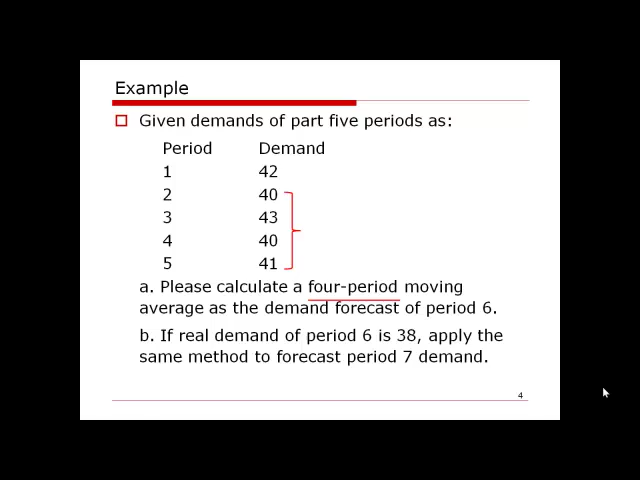 Example
Given demands of part five periods as:
Period Demand
1 42
2 40
3 43
4 40
5 41
a. Please calculate a four-period moving
average as the demand forecast of period 6.
b. If real demand of period 6 is 38, apply the
same method to forecast period 7 demand.
4